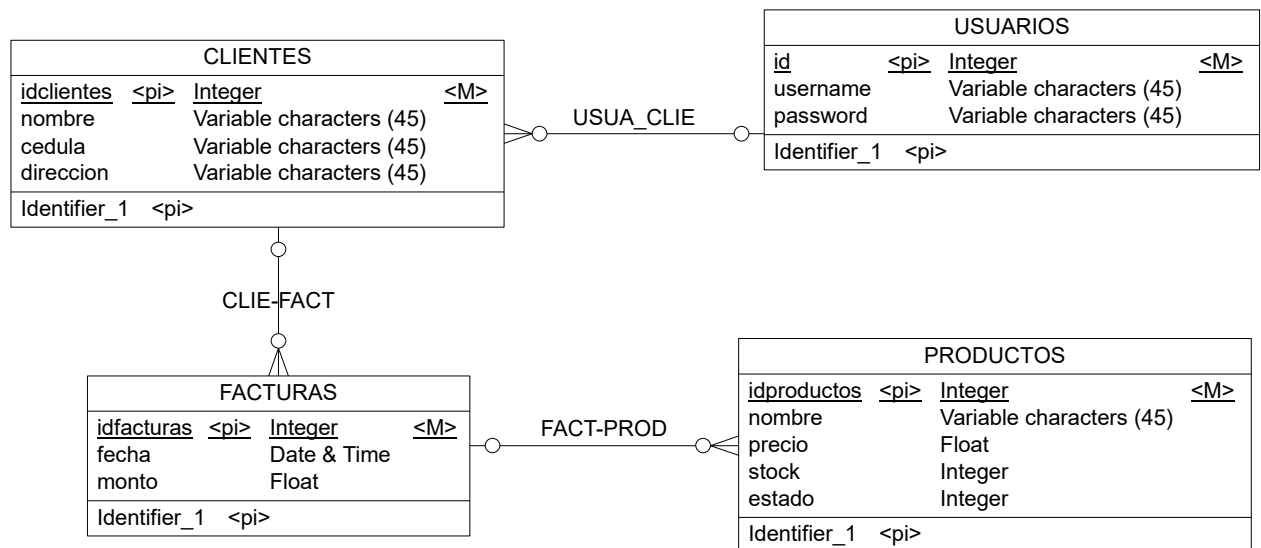 CLIENTES
idclientes <pi> Integer <M>
nombre Variable characters (45)
cedula Variable characters (45)
direccion Variable characters (45)
Identifier_1 <pi>
USUA_CLIE
USUARIOS
id <pi> Integer <M>
username Variable characters (45)
password Variable characters (45)
Identifier_1 <pi>
CLIE-FACT
FACTURAS
idfacturas <pi> Integer <M>
fecha Date & Time
monto Float
Identifier_1 <pi>
FACT-PROD
PRODUCTOS
idproductos <pi> Integer <M>
nombre Variable characters (45)
precio Float
stock Integer
estado Integer
Identifier_1 <pi>